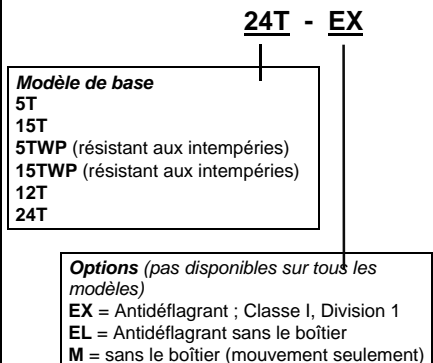 24T - EX
Modèle de base
5T
15T
5TWP (résistant aux intempéries)
15TWP (résistant aux intempéries)
12T
24T
Options (pas disponibles sur tous les
modèles)
EX = Antidéflagrant ; Classe I, Division 1
EL = Antidéflagrant sans le boîtier
M = sans le boîtier (mouvement seulement)